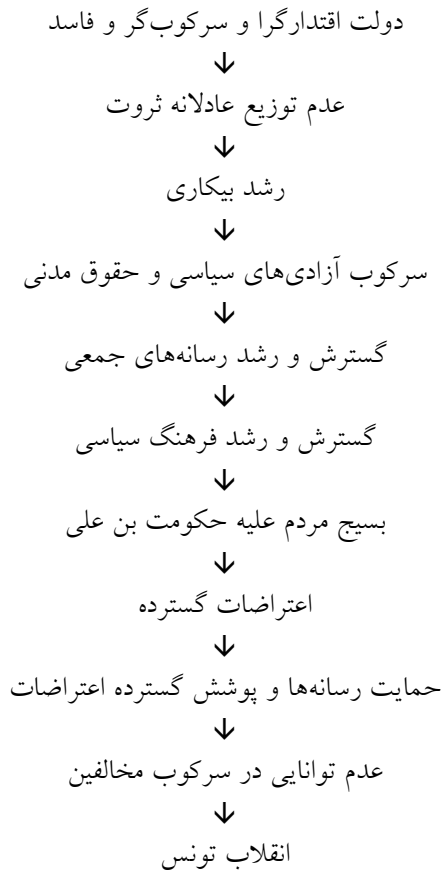 دولت اقتدارگرا و سرکوب‌گر و فاسد
↓
عدم توزیع عادلانه ثروت
↓
رشد بیکاری
↓
سرکوب آزادی‌های سیاسی و حقوق مدنی
↓
گسترش و رشد رسانه‌های جمعی
↓
گسترش و رشد فرهنگ سیاسی
↓
بسیج مردم علیه حکومت بن علی
↓
اعتراضات گسترده
↓
حمایت رسانه‌ها و پوشش گسترده اعتراضات
↓
عدم توانایی در سرکوب مخالفین
↓
انقلاب تونس